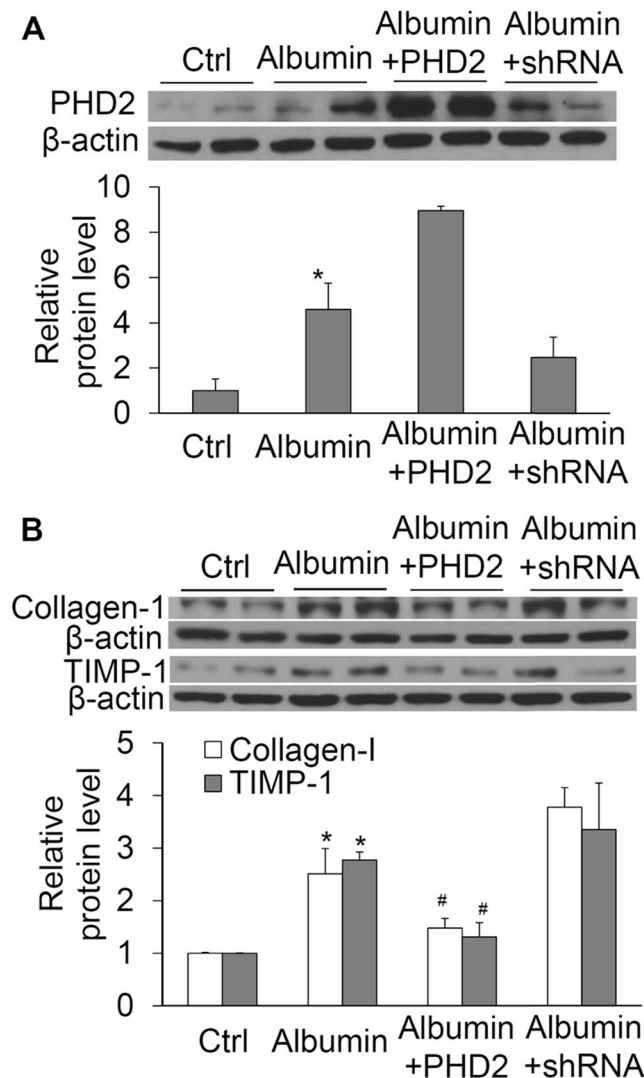 A
Ctrl Albumin Albumin +PHD2 Albumin +shRNA
PHD2
β-actin
Relative protein level
10
8
6
4
2
0
*
Ctrl Albumin Albumin +PHD2 Albumin +shRNA
B
Ctrl Albumin Albumin +PHD2 Albumin +shRNA
Collagen-1
β-actin
TIMP-1
β-actin
Relative protein level
5
4
3
2
1
0
Collagen-I
TIMP-1
* *
# #
Ctrl Albumin Albumin +PHD2 Albumin +shRNA